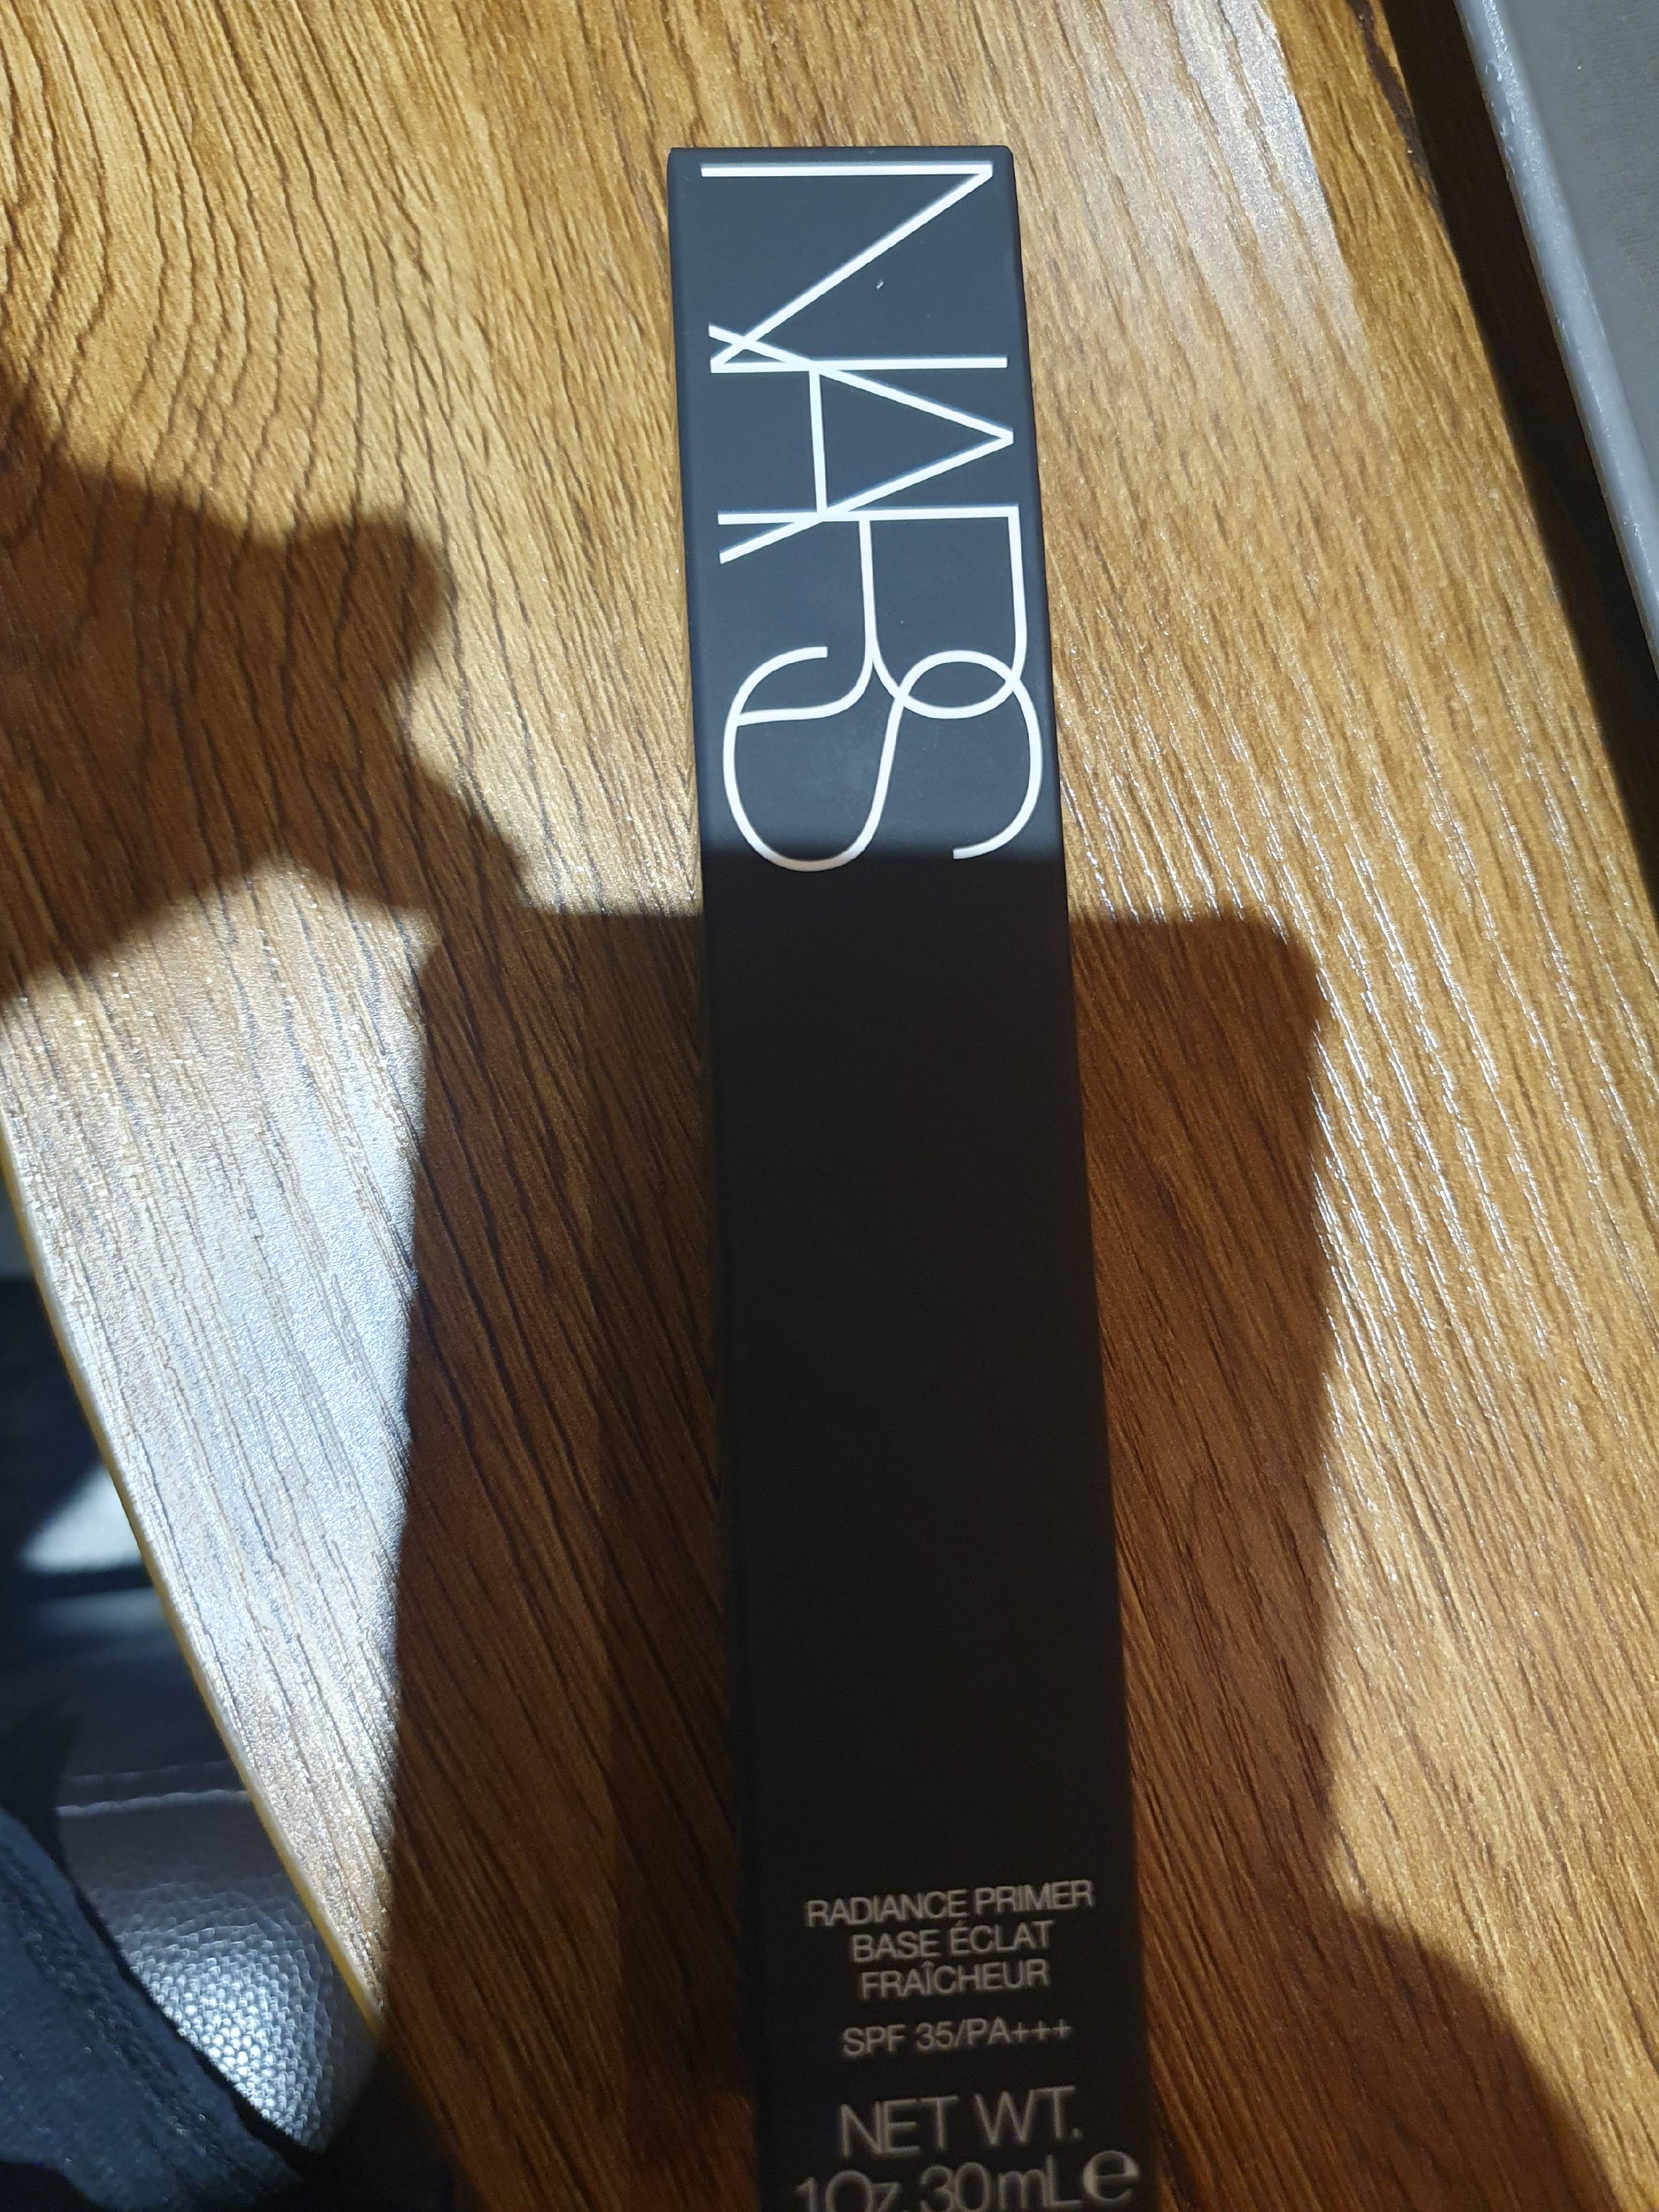 NARS
RADIANCE PRIMER
BASE ÉCLAT
FRAÎCHEUR
SPF 35/PA+++
NET WT.
1Oz.30mLe